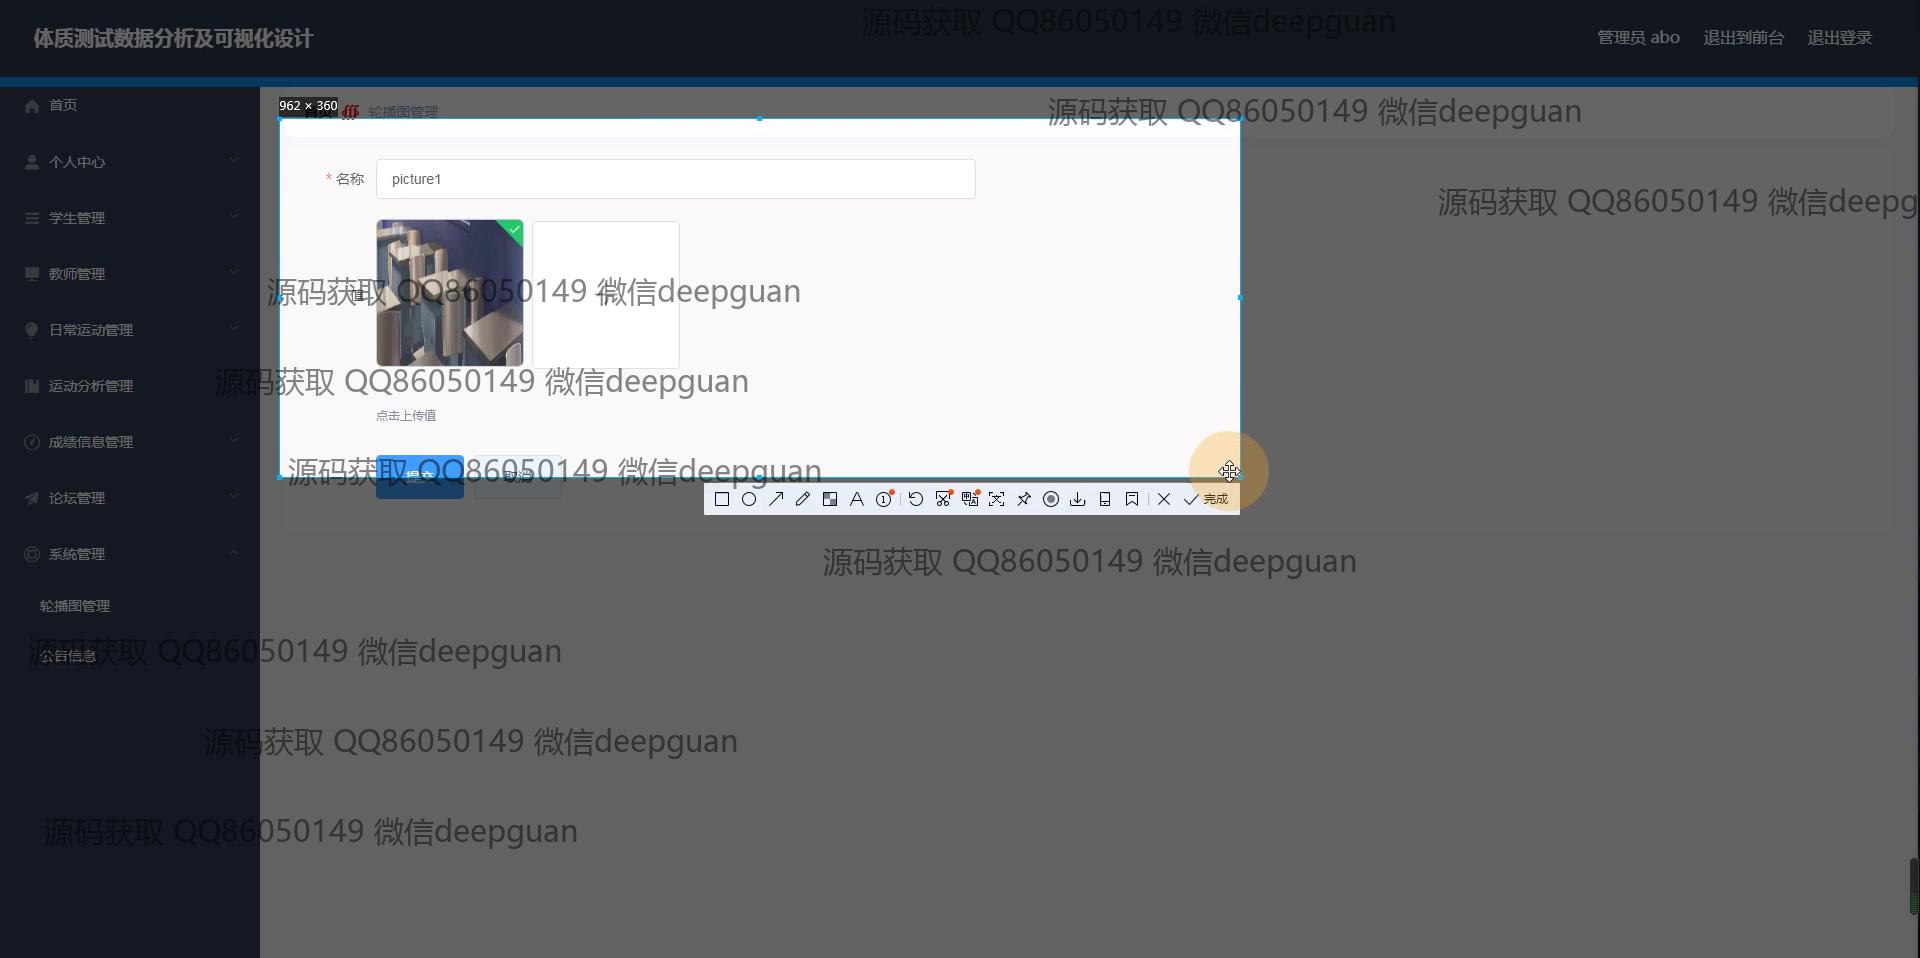 体质测试数据分析及可视化设计
源码获取 QQ86050149 微信deepguan
管理员 abo
退出到前台
退出登录
首页
962 × 360
首页
轮播图管理
源码获取 QQ86050149 微信deepguan
个人中心
* 名称
picture1
源码获取 QQ86050149 微信deepg
学生管理
教师管理
值
源码获取 QQ86050149 微信deepguan
日常运动管理
运动分析管理
源码获取 QQ86050149 微信deepguan
点击上传值
成绩信息管理
提交
取消
源码获取 QQ86050149 微信deepguan
论坛管理
完成
系统管理
源码获取 QQ86050149 微信deepguan
轮播图管理
公告信息
源码获取 QQ86050149 微信deepguan
源码获取 QQ86050149 微信deepguan
源码获取 QQ86050149 微信deepguan